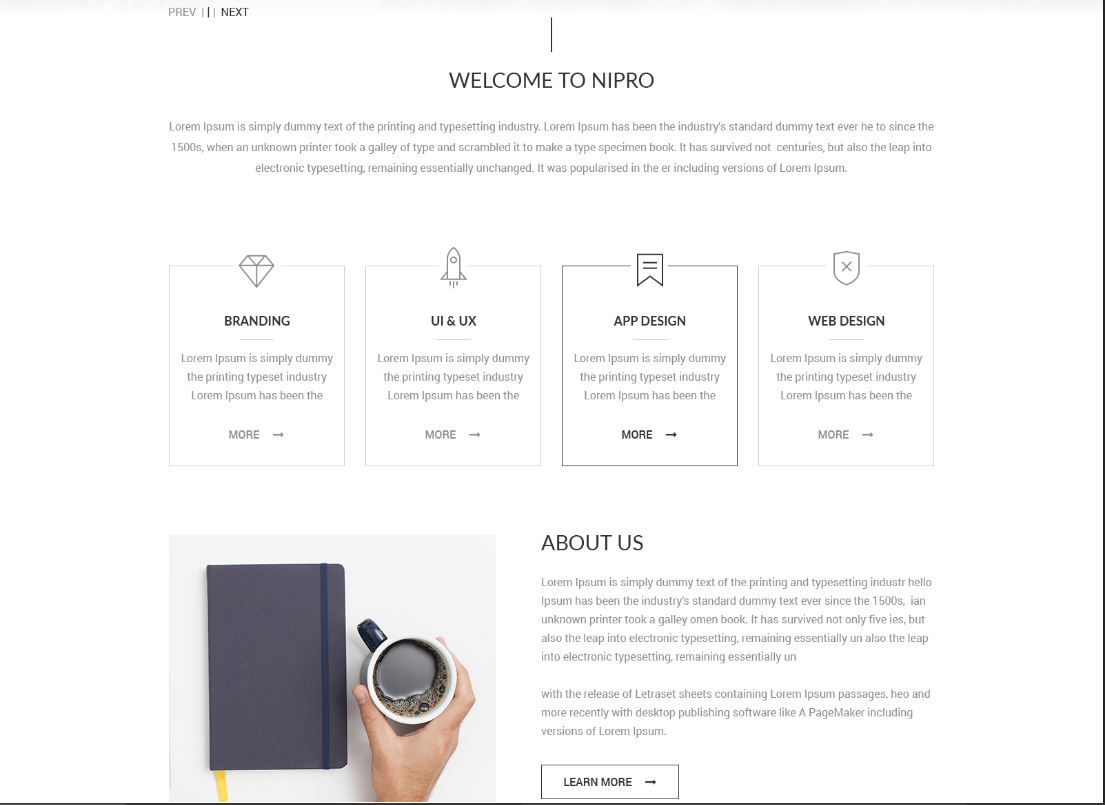 PREV ||| NEXT
WELCOME TO NIPRO
Lorem Ipsum is simply dummy text of the printing and typesetting industry. Lorem Ipsum has been the industry's standard dummy text ever he to since the
1500s, when an unknown printer took a galley of type and scrambled it to make a type specimen book. It has survived not centuries, but also the leap into
electronic typesetting, remaining essentially unchanged. It was popularised in the er including versions of Lorem Ipsum.
BRANDING
Lorem Ipsum is simply dummy
the printing typeset industry
Lorem Ipsum has been the
MORE →
UI & UX
Lorem Ipsum is simply dummy
the printing typeset industry
Lorem Ipsum has been the
MORE →
APP DESIGN
Lorem Ipsum is simply dummy
the printing typeset industry
Lorem Ipsum has been the
MORE →
WEB DESIGN
Lorem Ipsum is simply dummy
the printing typeset industry
Lorem Ipsum has been the
MORE →
ABOUT US
Lorem Ipsum is simply dummy text of the printing and typesetting industr hello
Ipsum has been the industry's standard dummy text ever since the 1500s, ian
unknown printer took a galley omen book. It has survived not only five ies, but
also the leap into electronic typesetting, remaining essentially un also the leap
into electronic typesetting, remaining essentially un
with the release of Letraset sheets containing Lorem Ipsum passages, heo and
more recently with desktop publishing software like A PageMaker including
versions of Lorem Ipsum.
LEARN MORE →